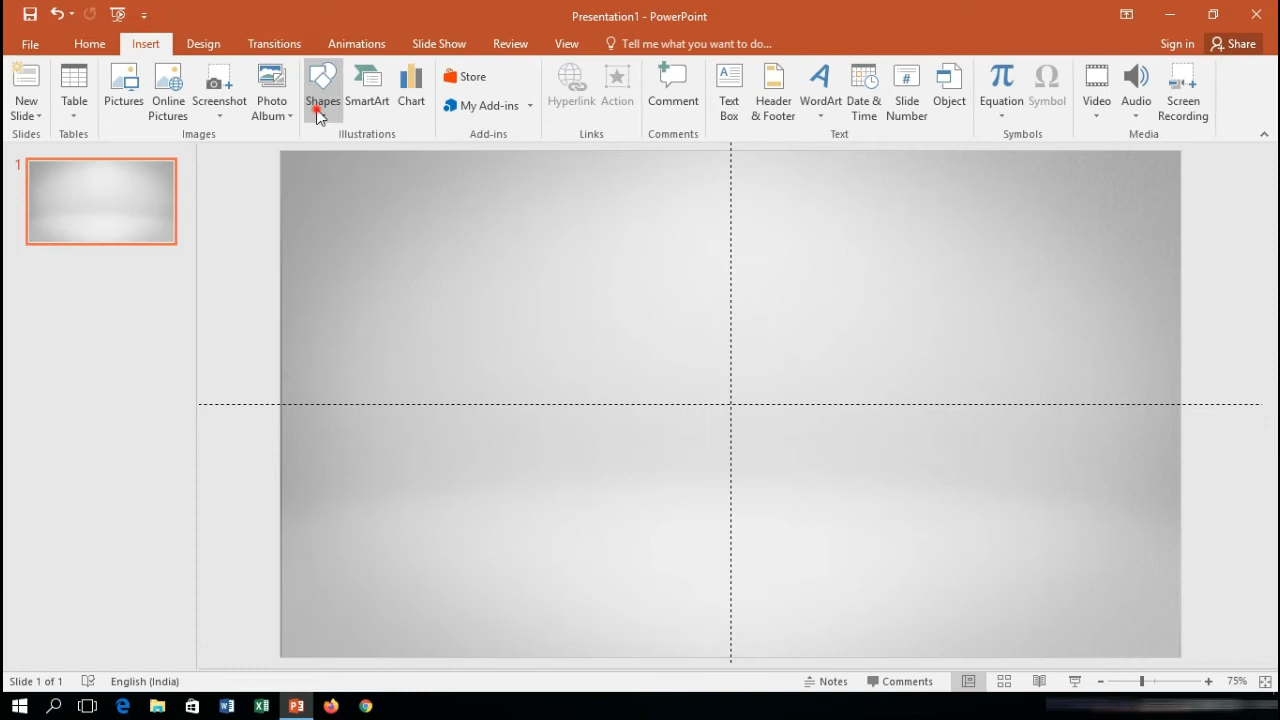 Presentation1 - PowerPoint
File Home Insert Design Transitions Animations Slide Show Review View Tell me what you want to do... Sign in Share
New Slide Table Pictures Online Pictures Screenshot Photo Album Shapes SmartArt Chart Store My Add-ins Hyperlink Action Comment Text Box Header & Footer WordArt Date & Time Slide Number Object Equation Symbol Video Audio Screen Recording
Slides Tables Images Illustrations Add-ins Links Comments Text Symbols Media
1
Slide 1 of 1 English (India) Notes Comments 75%